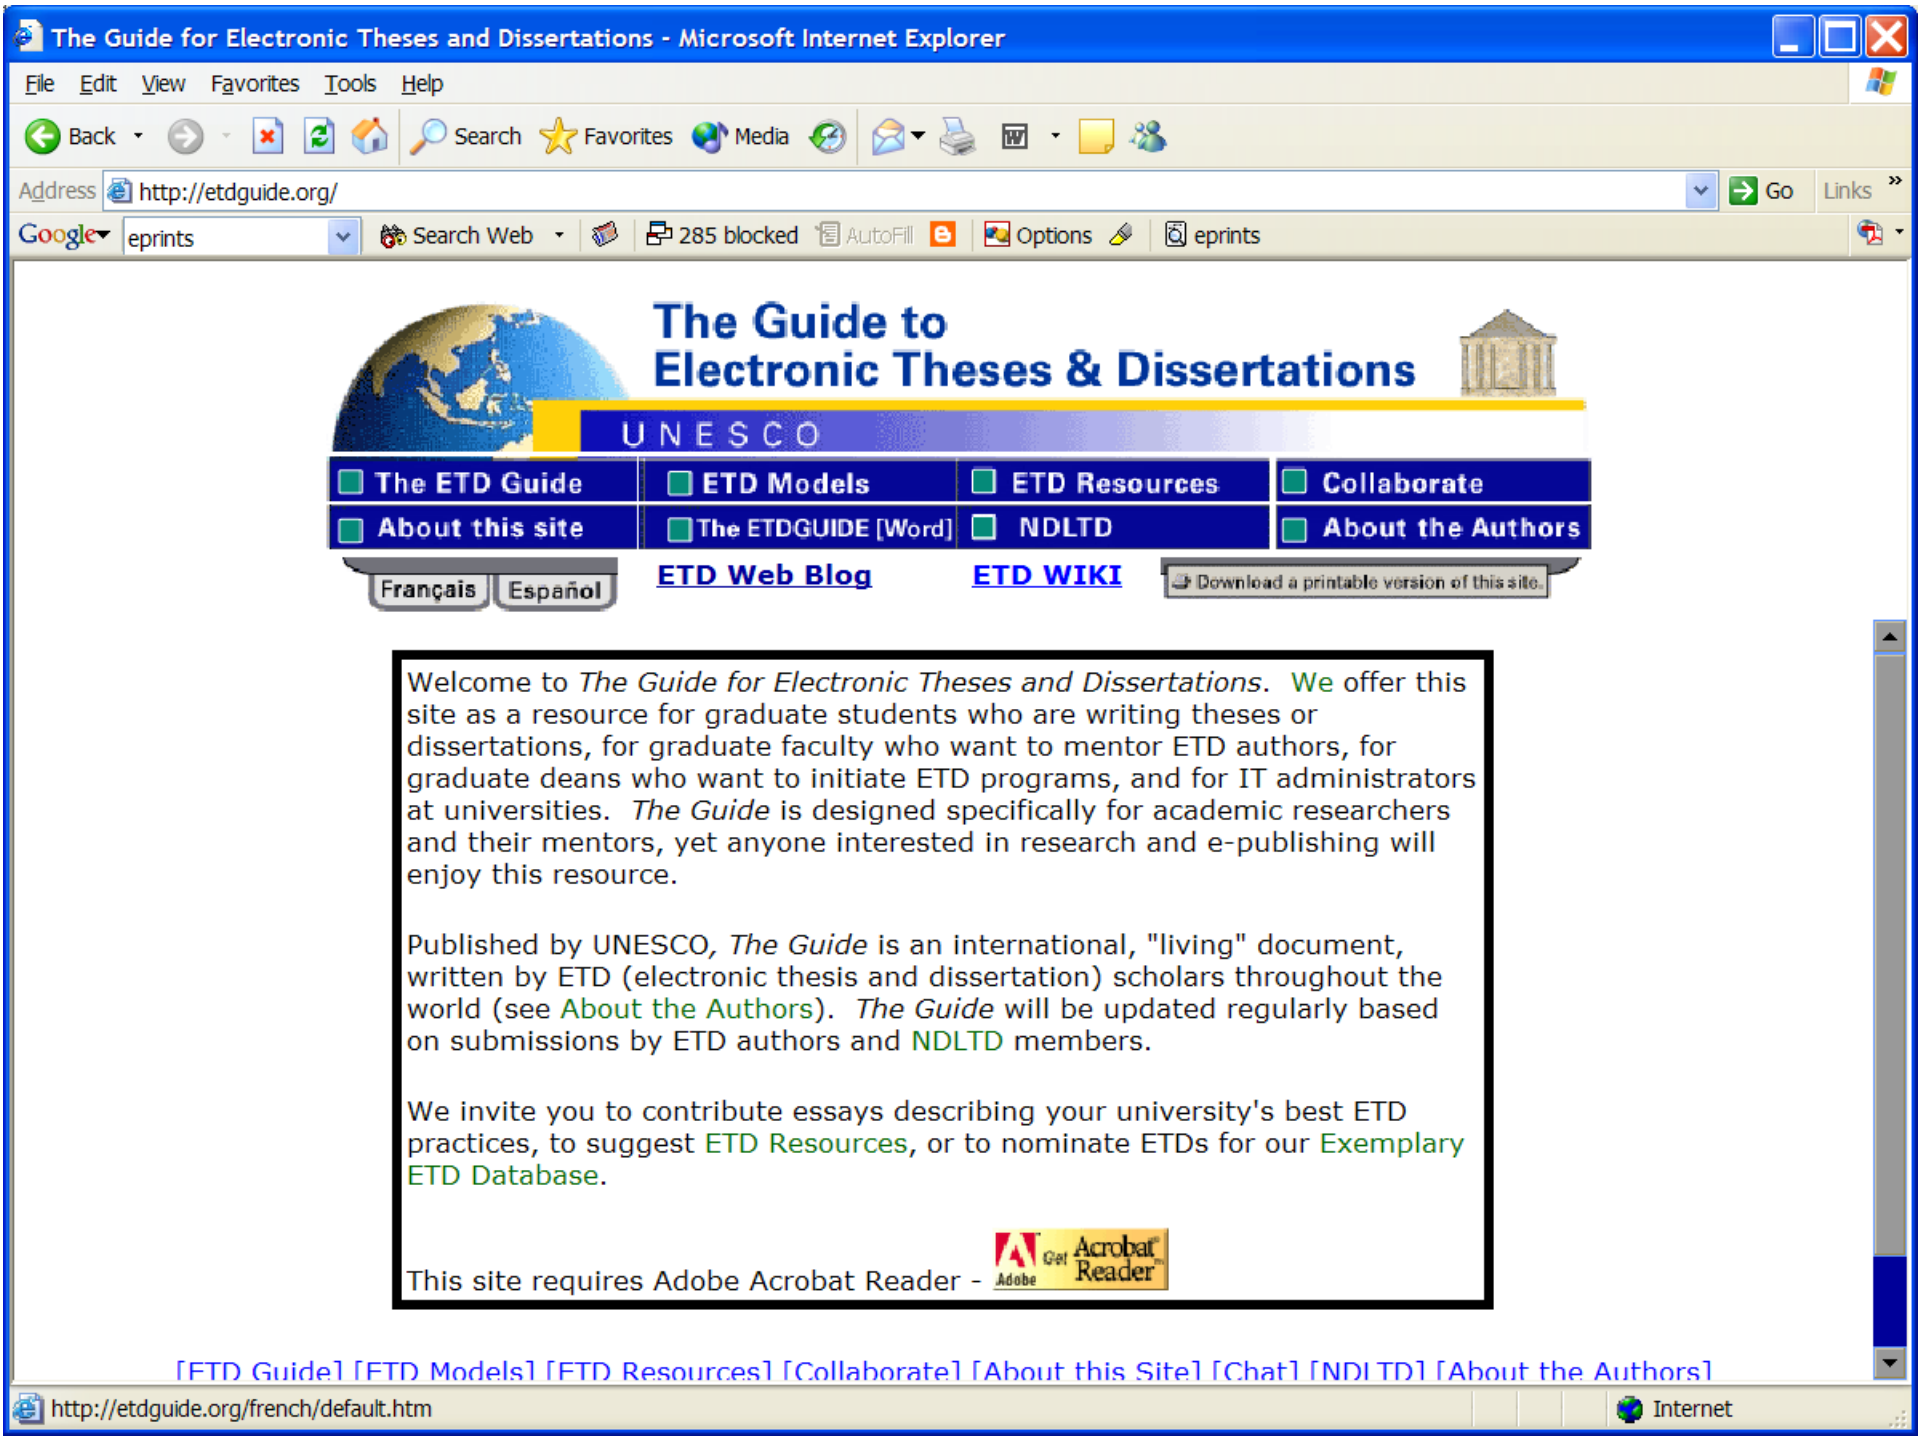 The Guide for Electronic Theses and Dissertations - Microsoft Internet Explorer
File Edit View Favorites Tools Help
Back Search Favorites Media
Address http://etdguide.org/ Go Links »
Google eprints Search Web 285 blocked AutoFill Options eprints
The Guide to
Electronic Theses & Dissertations
UNESCO
The ETD Guide ETD Models ETD Resources Collaborate
About this site The ETDGUIDE [Word] NDLTD About the Authors
Français Español ETD Web Blog ETD WIKI Download a printable version of this site.
Welcome to The Guide for Electronic Theses and Dissertations. We offer this
site as a resource for graduate students who are writing theses or
dissertations, for graduate faculty who want to mentor ETD authors, for
graduate deans who want to initiate ETD programs, and for IT administrators
at universities. The Guide is designed specifically for academic researchers
and their mentors, yet anyone interested in research and e-publishing will
enjoy this resource.
Published by UNESCO, The Guide is an international, "living" document,
written by ETD (electronic thesis and dissertation) scholars throughout the
world (see About the Authors). The Guide will be updated regularly based
on submissions by ETD authors and NDLTD members.
We invite you to contribute essays describing your university's best ETD
practices, to suggest ETD Resources, or to nominate ETDs for our Exemplary
ETD Database.
This site requires Adobe Acrobat Reader - Adobe Get Acrobat Reader
[ETD Guide] [ETD Models] [ETD Resources] [Collaborate] [About this Site] [Chat] [NDLTD] [About the Authors]
http://etdguide.org/french/default.htm Internet